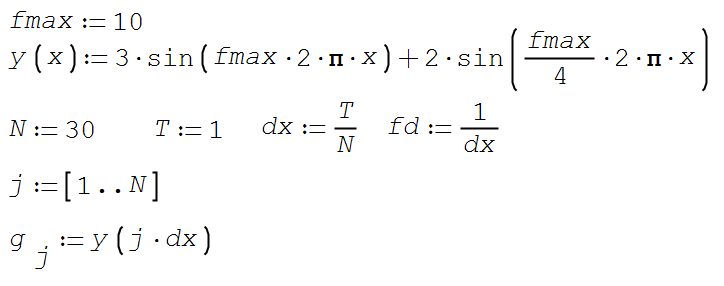 fmax := 10
y(x) := 3·sin(fmax·2·π·x)+2·sin(fmax/4·2·π·x)
N := 30 T := 1 dx := T/N fd := 1/dx
j := [1..N]
g j := y(j·dx)